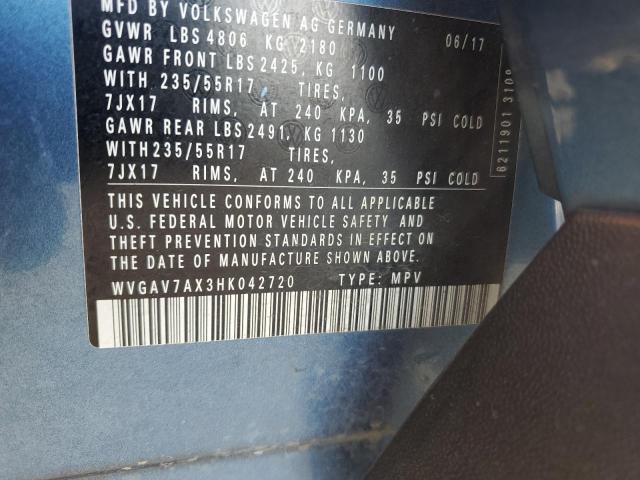 MFD BY VOLKSWAGEN AG GERMANY
06/17
GVWR LBS 4806 KG 2180
GAWR FRONT LBS 2425, KG 1100
WITH 235/55R17 TIRES,
7JX17 RIMS, AT 240 KPA, 35 PSI COLD
GAWR REAR LBS 2491, KG 1130
WITH235/55R17 TIRES,
7JX17 RIMS, AT 240 KPA, 35 PSI COLD
THIS VEHICLE CONFORMS TO ALL APPLICABLE
U.S. FEDERAL MOTOR VEHICLE SAFETY AND
THEFT PREVENTION STANDARDS IN EFFECT ON
DATE OF MANUFACTURE SHOWN ABOVE.
WVGAV7AX3HK042720 TYPE: MPV
6211901